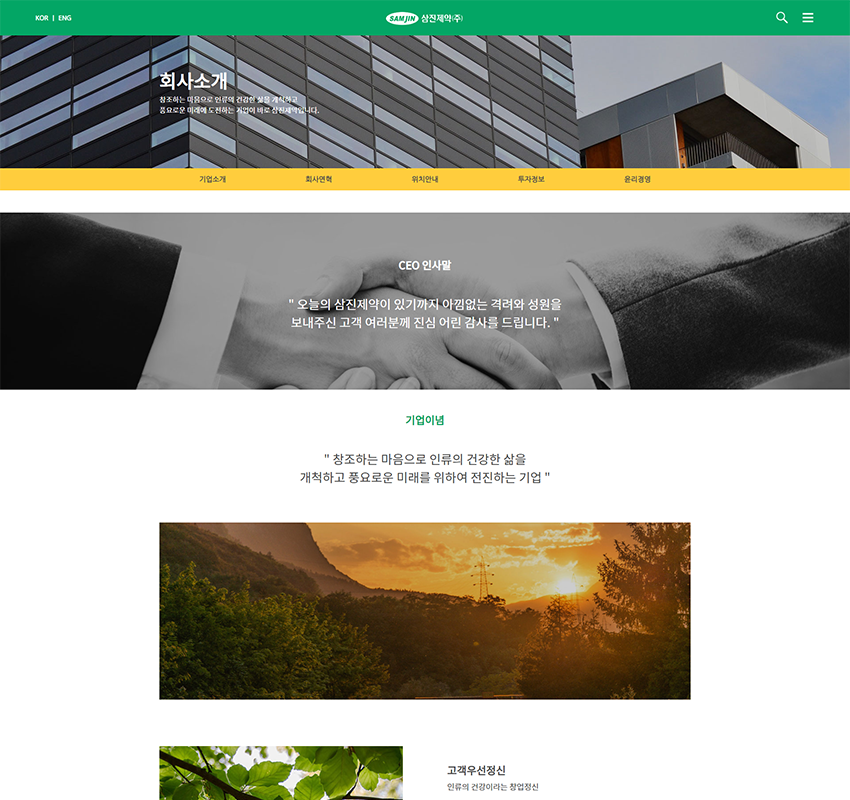 KOR | ENG
SAMJIN 삼진제약(주)
회사소개
창조하는 마음으로 인류의 건강한 삶을 개척하고
풍요로운 미래에 도전하는 기업이 바로 삼진제약입니다.
기업소개 회사연혁 위치안내 투자정보 윤리경영
CEO 인사말
" 오늘의 삼진제약이 있기까지 아낌없는 격려와 성원을
보내주신 고객 여러분께 진심 어린 감사를 드립니다. "
기업이념
" 창조하는 마음으로 인류의 건강한 삶을
개척하고 풍요로운 미래를 위하여 전진하는 기업 "
고객우선정신
인류의 건강이라는 창업정신